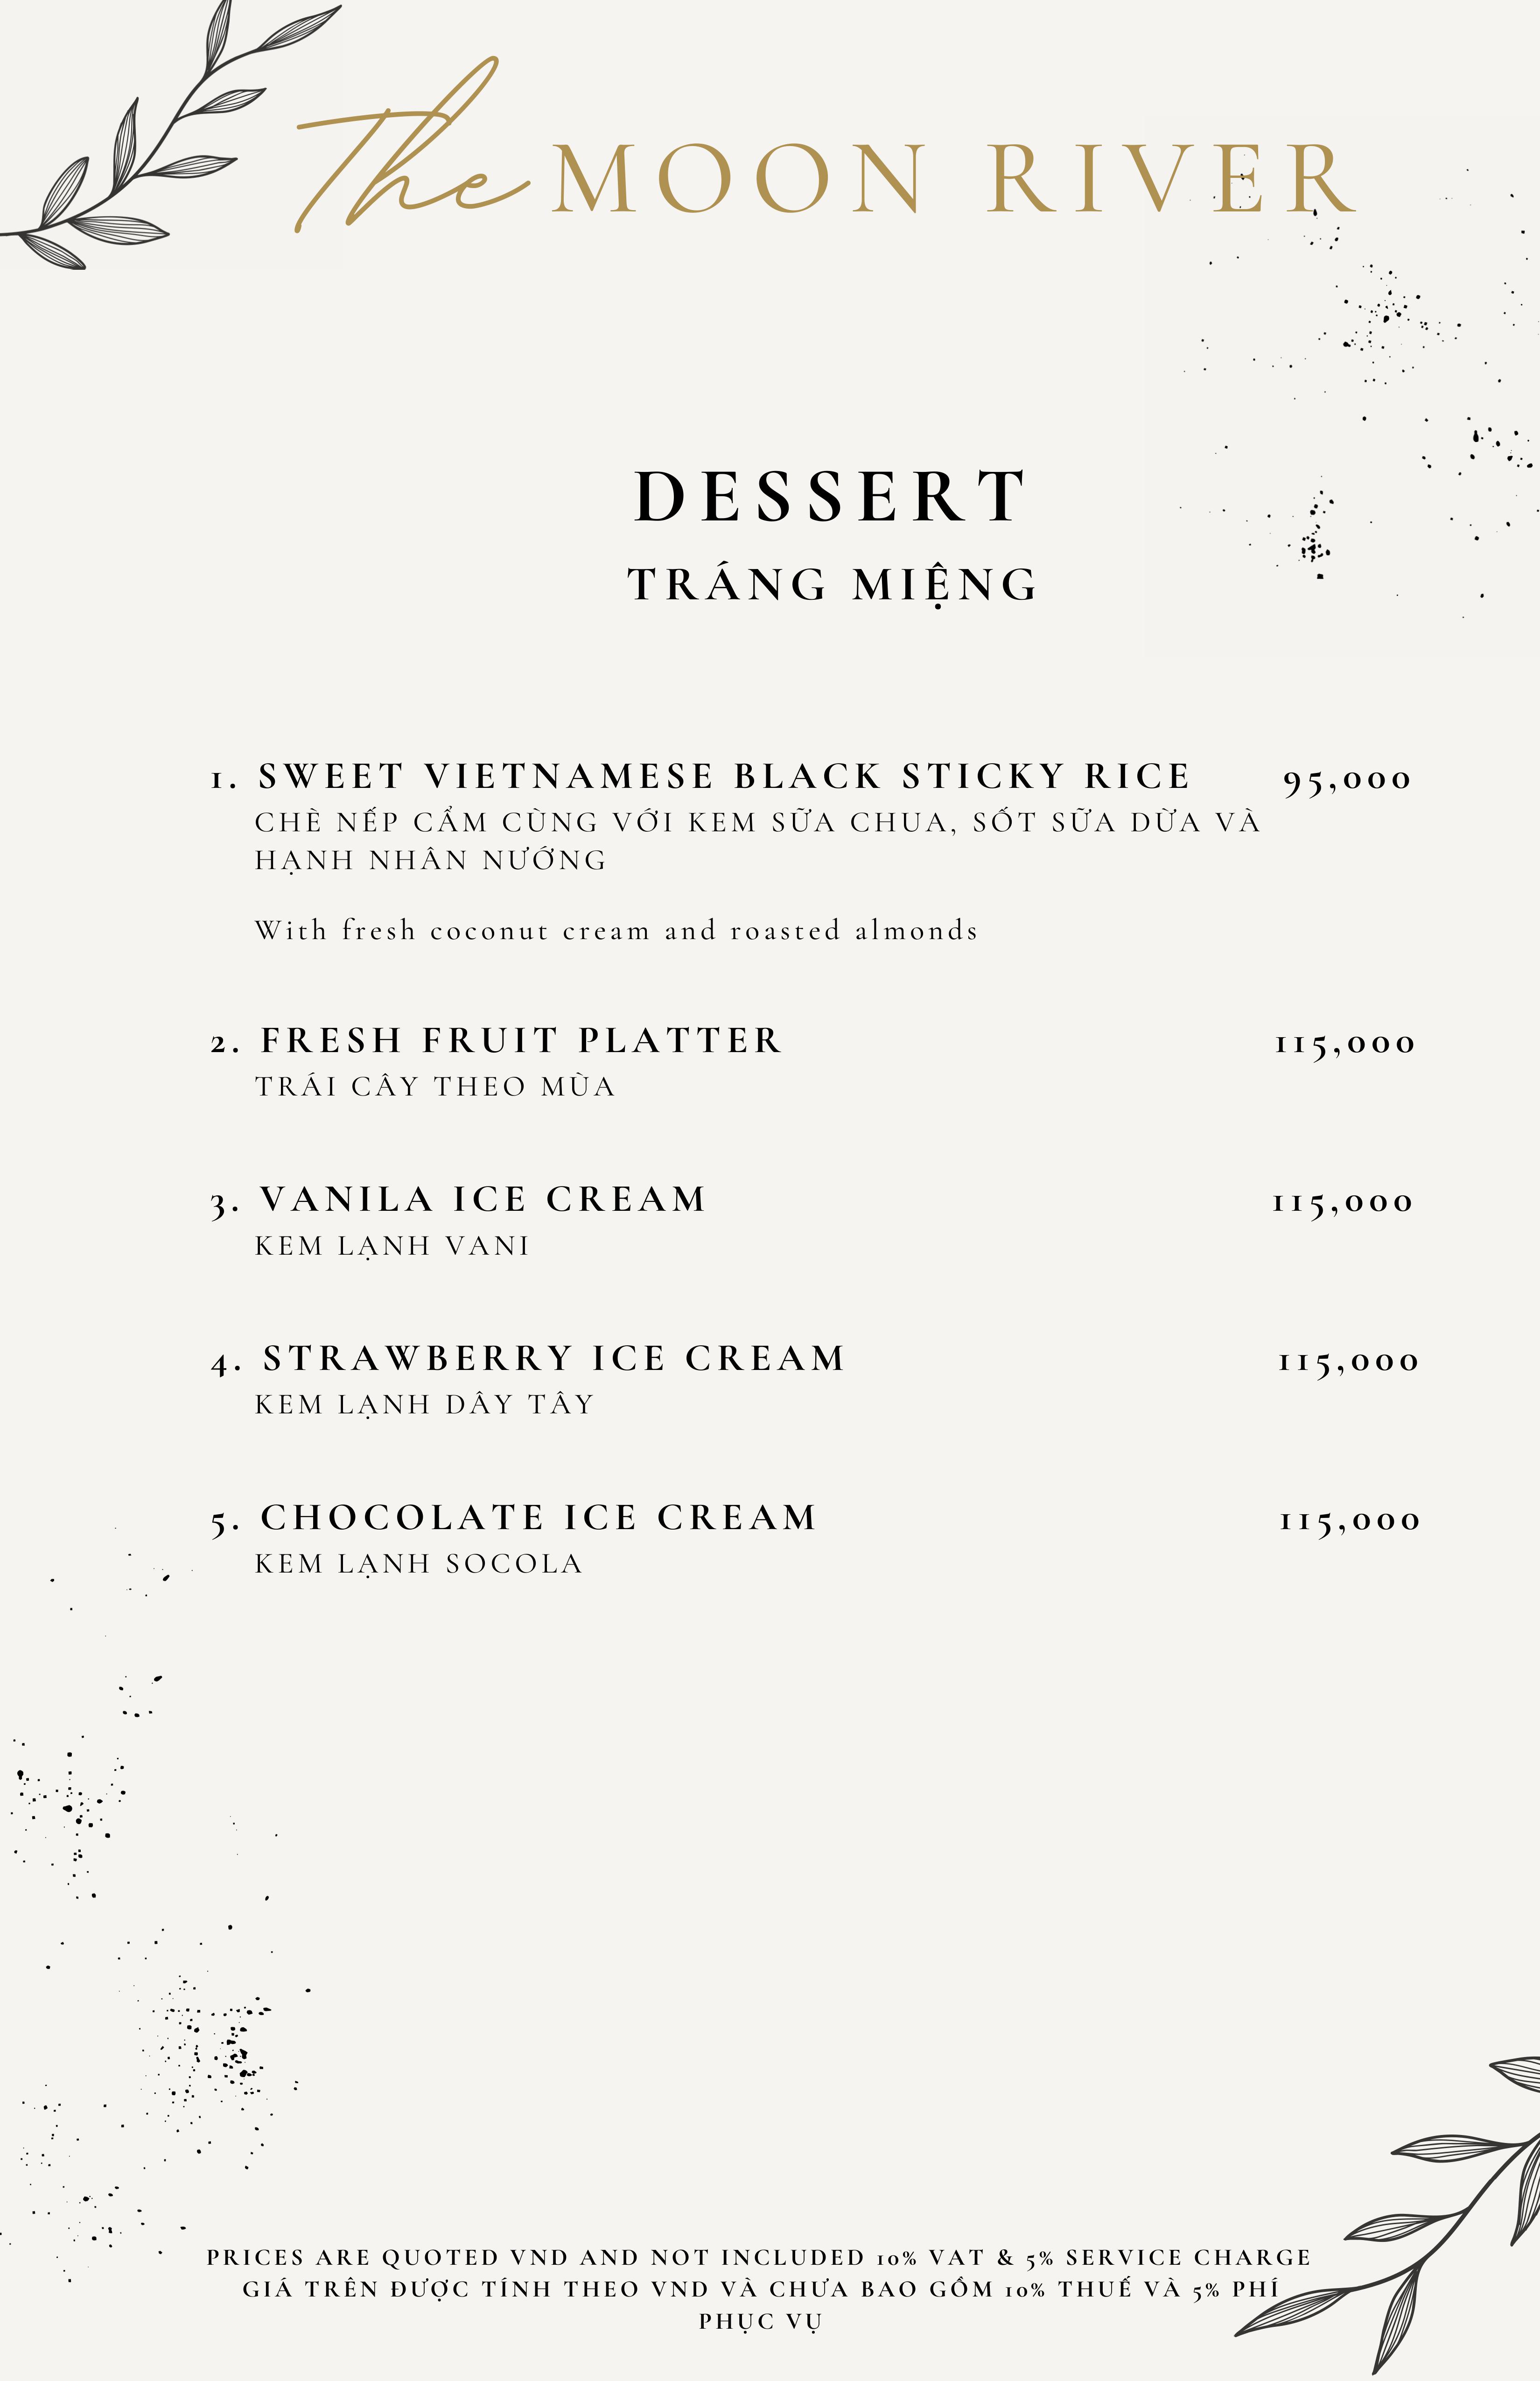 The MOON RIVER
DESSERT
TRÁNG MIỆNG
1. SWEET VIETNAMESE BLACK STICKY RICE 95,000
CHÈ NẾP CẨM CÙNG VỚI KEM SỮA CHUA, SỐT SỮA DỪA VÀ
HẠNH NHÂN NƯỚNG
With fresh coconut cream and roasted almonds
2. FRESH FRUIT PLATTER 115,000
TRÁI CÂY THEO MÙA
3. VANILA ICE CREAM 115,000
KEM LẠNH VANI
4. STRAWBERRY ICE CREAM 115,000
KEM LẠNH DÂY TÂY
5. CHOCOLATE ICE CREAM 115,000
KEM LẠNH SOCOLA
PRICES ARE QUOTED VND AND NOT INCLUDED 10% VAT & 5% SERVICE CHARGE
GIÁ TRÊN ĐƯỢC TÍNH THEO VND VÀ CHƯA BAO GỒM 10% THUẾ VÀ 5% PHÍ
PHỤC VỤ